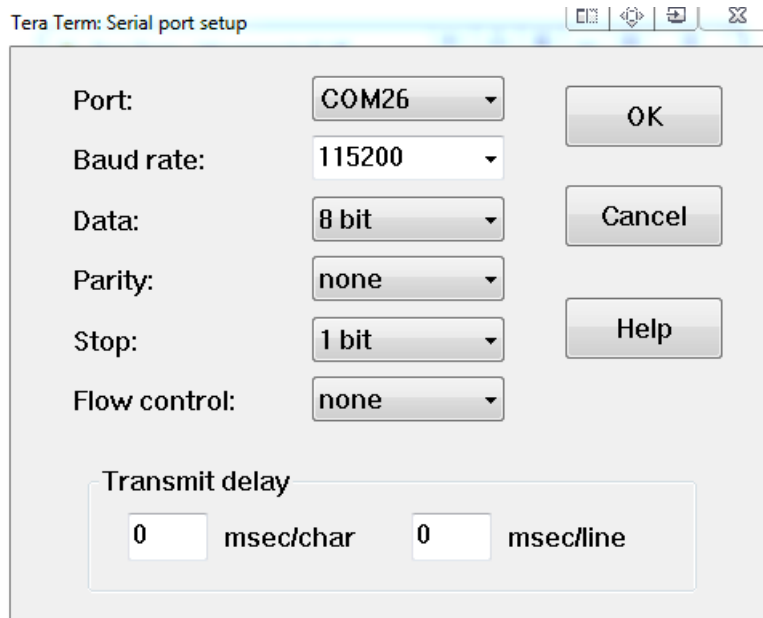 Tera Term: Serial port setup
Port: COM26 OK
Baud rate: 115200
Data: 8 bit Cancel
Parity: none
Stop: 1 bit Help
Flow control: none
Transmit delay
0 msec/char 0 msec/line